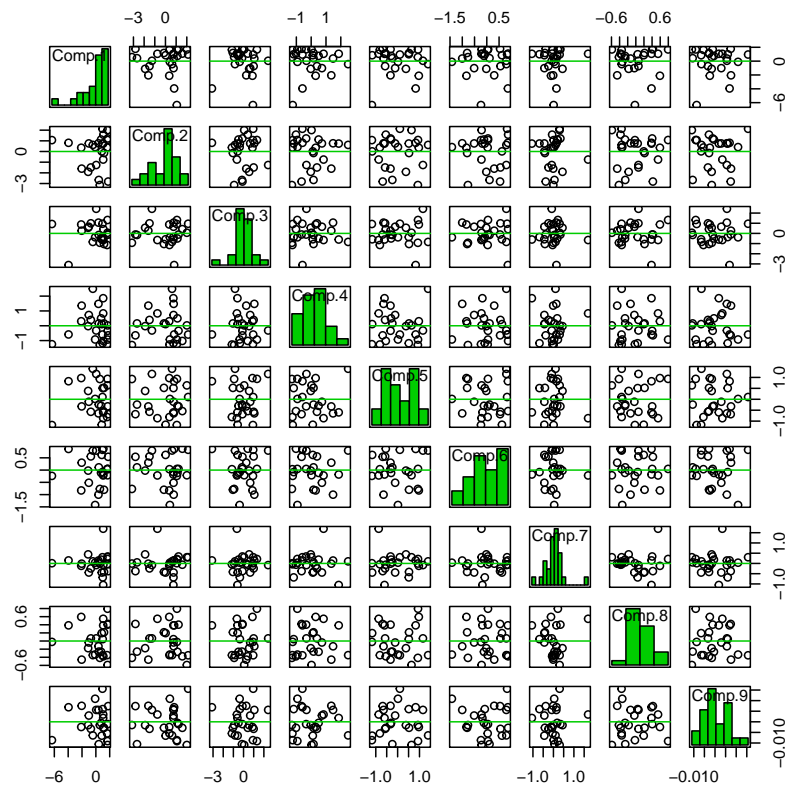 −3 0 −1 1 −1.5 0.5 −0.6 0.6
Comp.1 0 −6
−3 0 Comp.2
Comp.3 −3 0
−1 1 Comp.4
Comp.5 −1.0 1.0
−1.5 0.5 Comp.6
Comp.7 −1.0 1.0
−0.6 0.6 Comp.8
Comp.9 −0.010
−6 0 −3 0 −1.0 1.0 −1.0 1.0 −0.010